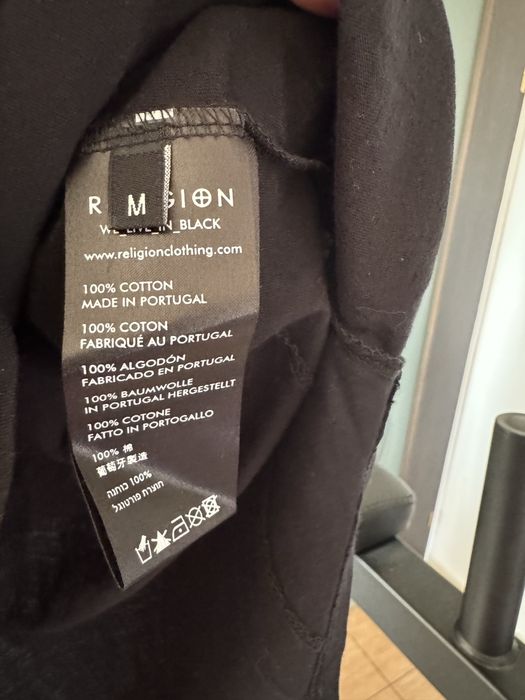 M
WE_LIVE_IN_BLACK
www.religionclothing.com
100% COTTON
MADE IN PORTUGAL
100% COTON
FABRIQUÉ AU PORTUGAL
100% ALGODÓN
FABRICADO EN PORTUGAL
100% BAUMWOLLE
IN PORTUGAL HERGESTELLT
100% COTONE
FATTO IN PORTOGALLO
100% 棉
葡萄牙製造
100% כותנה
תוצרת פורטוגל